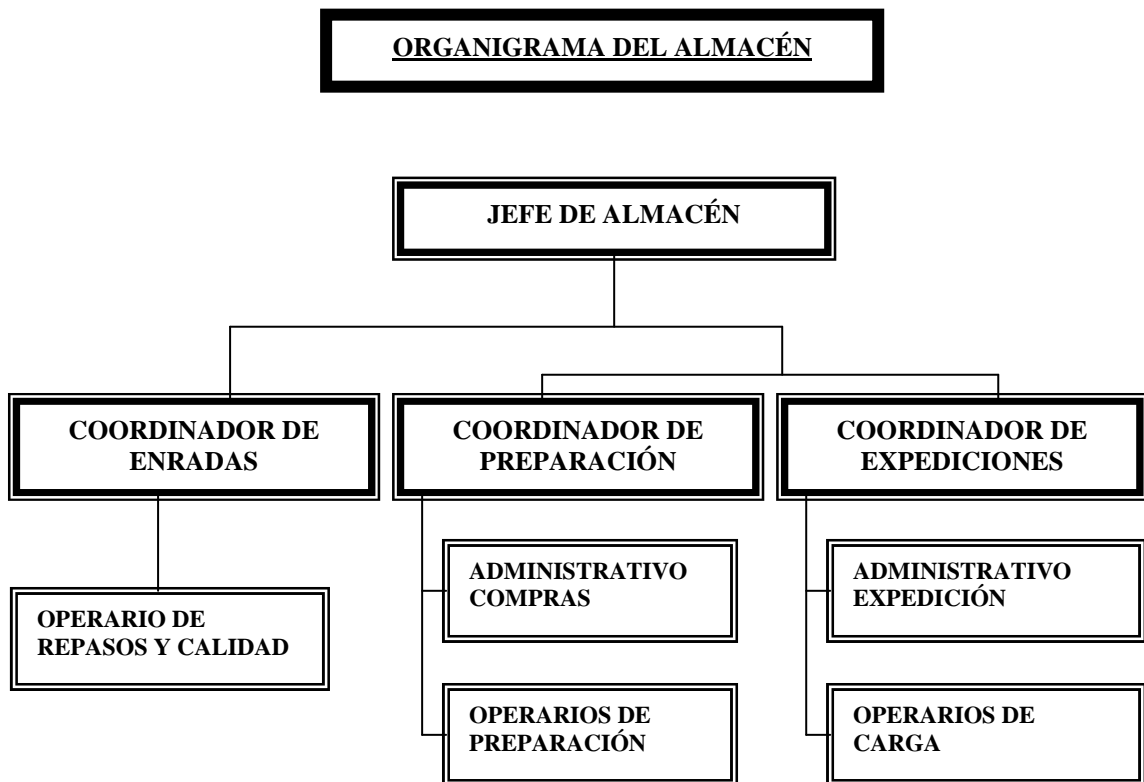 ORGANIGRAMA DEL ALMACÉN
JEFE DE ALMACÉN
COORDINADOR DE
ENRADAS
COORDINADOR DE
PREPARACIÓN
COORDINADOR DE
EXPEDICIONES
OPERARIO DE
REPASOS Y CALIDAD
ADMINISTRATIVO
COMPRAS
OPERARIOS DE
PREPARACIÓN
ADMINISTRATIVO
EXPEDICIÓN
OPERARIOS DE
CARGA